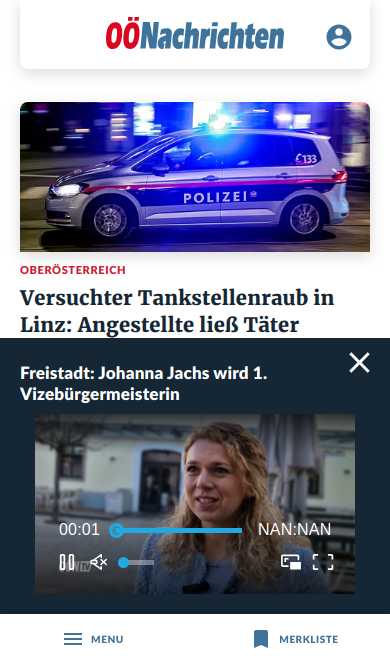 OÖNachrichten
133
POLIZEI
OBERÖSTERREICH
Versuchter Tankstellenraub in
Linz: Angestellte ließ Täter
Freistadt: Johanna Jachs wird 1.
Vizebürgermeisterin
00:01
NAN:NAN
MENU
MERKLISTE